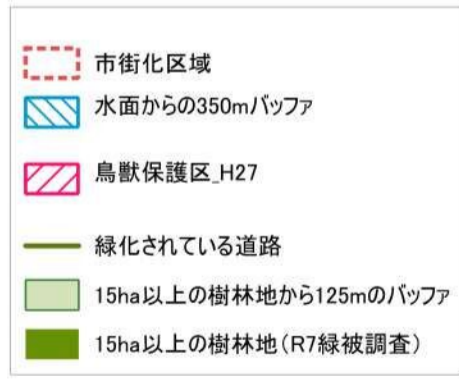 市街化区域
水面からの350mバッファ
鳥獣保護区_H27
緑化されている道路
15ha以上の樹林地から125mのバッファ
15ha以上の樹林地（R7緑被調査）